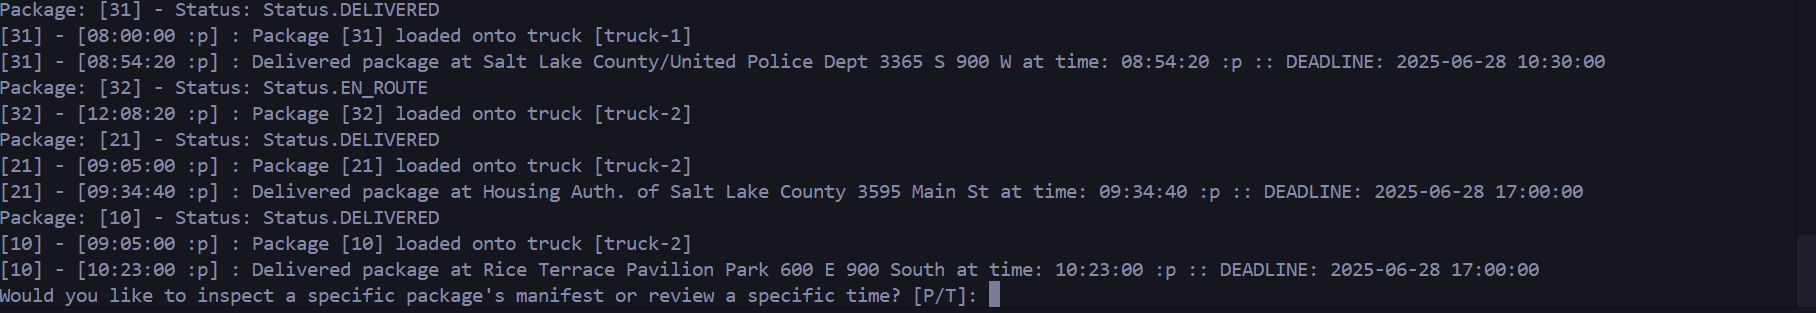 Package: [31] - Status: Status.DELIVERED
[31] - [08:00:00 :p] : Package [31] loaded onto truck [truck-1]
[31] - [08:54:20 :p] : Delivered package at Salt Lake County/United Police Dept 3365 S 900 W at time: 08:54:20 :p :: DEADLINE: 2025-06-28 10:30:00
Package: [32] - Status: Status.EN_ROUTE
[32] - [12:08:20 :p] : Package [32] loaded onto truck [truck-2]
Package: [21] - Status: Status.DELIVERED
[21] - [09:05:00 :p] : Package [21] loaded onto truck [truck-2]
[21] - [09:34:40 :p] : Delivered package at Housing Auth. of Salt Lake County 3595 Main St at time: 09:34:40 :p :: DEADLINE: 2025-06-28 17:00:00
Package: [10] - Status: Status.DELIVERED
[10] - [09:05:00 :p] : Package [10] loaded onto truck [truck-2]
[10] - [10:23:00 :p] : Delivered package at Rice Terrace Pavilion Park 600 E 900 South at time: 10:23:00 :p :: DEADLINE: 2025-06-28 17:00:00
Would you like to inspect a specific package's manifest or review a specific time? [P/T]: